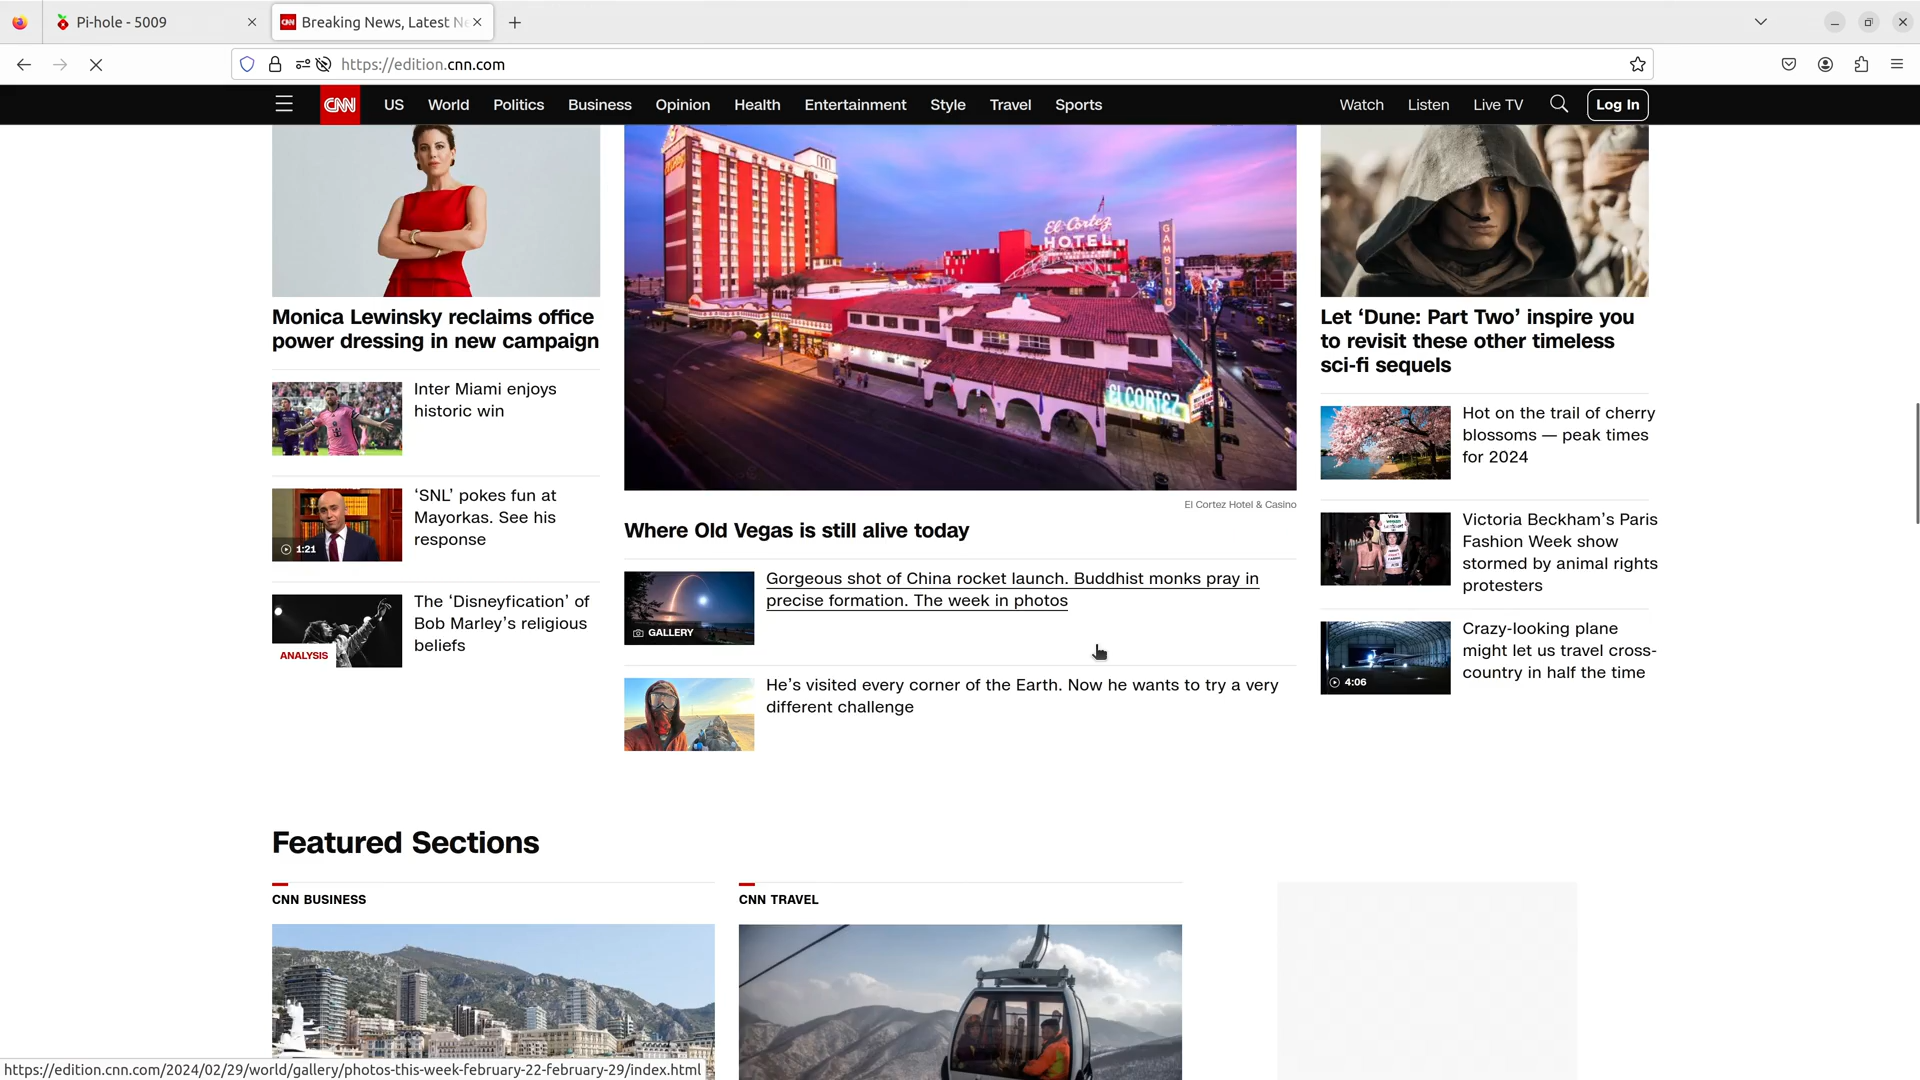 Pi-hole - 5009
CNN
Breaking News, Latest Ne
https://edition.cnn.com
CNN
US
World
Politics
Business
Opinion
Health
Entertainment
Style
Travel
Sports
Watch
Listen
Live TV
Log In
Monica Lewinsky reclaims office
power dressing in new campaign
Inter Miami enjoys
historic win
1:21
‘SNL’ pokes fun at
Mayorkas. See his
response
ANALYSIS
The ‘Disneyfication’ of
Bob Marley’s religious
beliefs
El Cortez
HOTEL
GAMBLING
EL CORTEZ
El Cortez Hotel & Casino
Where Old Vegas is still alive today
GALLERY
Gorgeous shot of China rocket launch. Buddhist monks pray in
precise formation. The week in photos
He’s visited every corner of the Earth. Now he wants to try a very
different challenge
Let ‘Dune: Part Two’ inspire you
to revisit these other timeless
sci-fi sequels
Hot on the trail of cherry
blossoms — peak times
for 2024
Victoria Beckham’s Paris
Fashion Week show
stormed by animal rights
protesters
4:06
Crazy-looking plane
might let us travel cross-
country in half the time
Featured Sections
CNN BUSINESS
CNN TRAVEL
https://edition.cnn.com/2024/02/29/world/gallery/photos-this-week-february-22-february-29/index.html